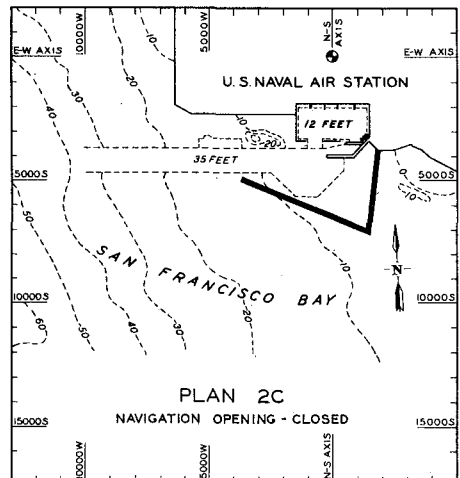 10000W
5000W
N-S AXIS
E-W AXIS
E-W AXIS
10
20
30
40
U.S. NAVAL AIR STATION
12 FEET
10
20
35 FEET
0
10
5000S
5000S
50
SAN FRANCISCO BAY
10
N
10000S
10000S
60
50
40
30
20
10
PLAN 2C
NAVIGATION OPENING - CLOSED
15000S
15000S
10000W
5000W
N-S AXIS